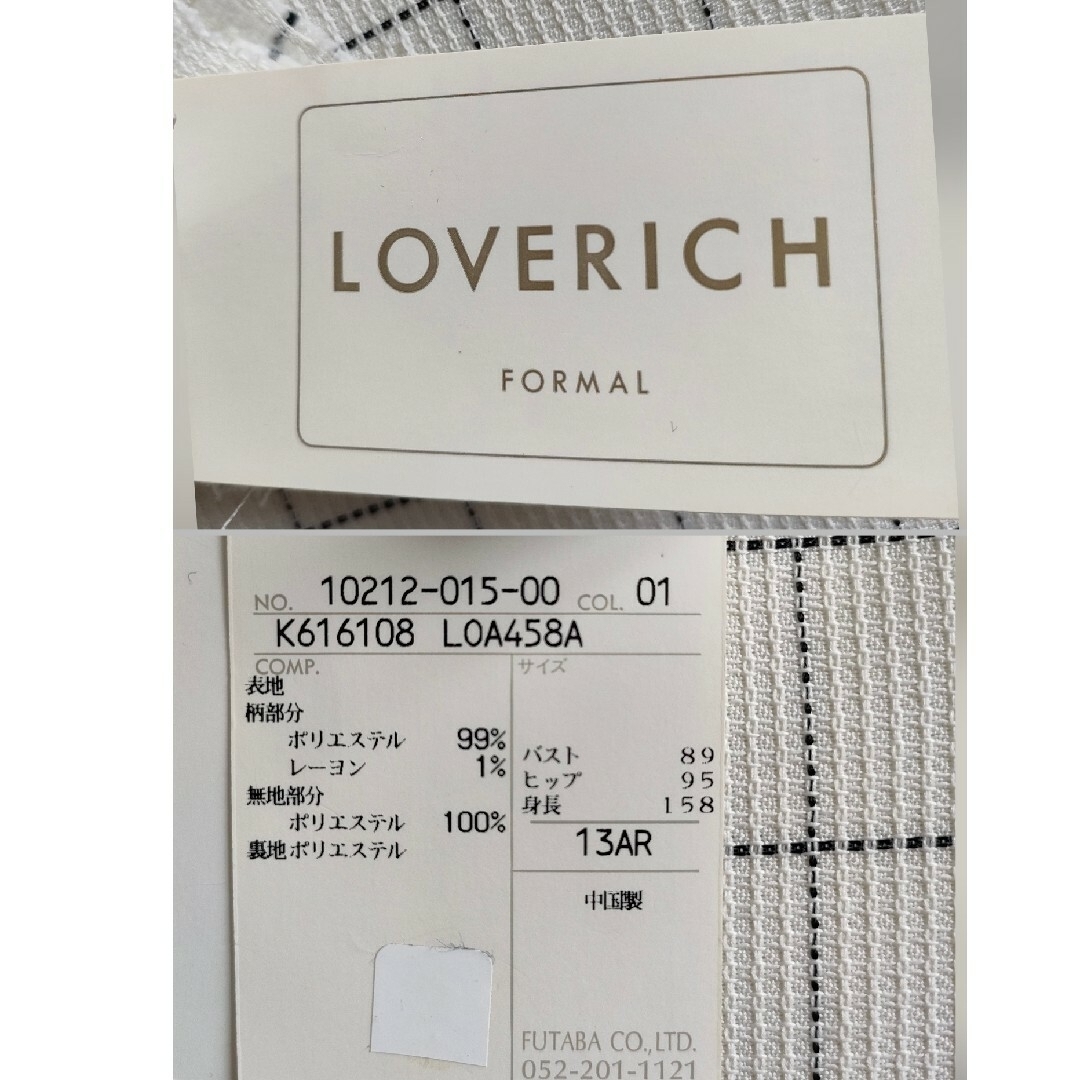 LOVERICH
FORMAL
NO. 10212-015-00 COL. 01
K616108 LOA458A
COMP.
表地
柄部分
ポリエステル 99%
レーヨン 1%
無地部分
ポリエステル 100%
裏地ポリエステル
サイズ
バスト 89
ヒップ 95
身長 158
13AR
中国製
FUTABA CO.,LTD.
052-201-1121